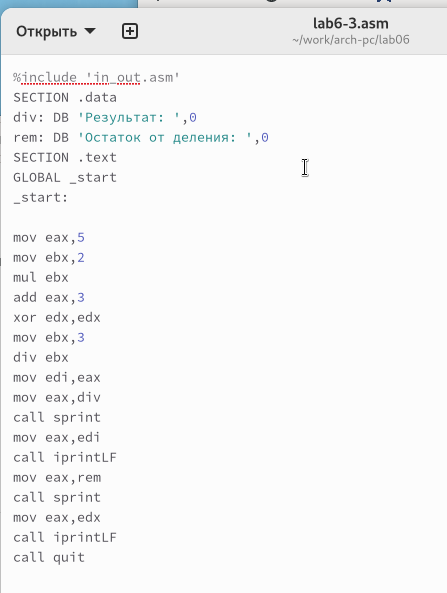 Открыть
lab6-3.asm
~/work/arch-pc/lab06
%include 'in_out.asm'
SECTION .data
div: DB 'Результат: ',0
rem: DB 'Остаток от деления: ',0
SECTION .text
GLOBAL _start
_start:
mov eax,5
mov ebx,2
mul ebx
add eax,3
xor edx,edx
mov ebx,3
div ebx
mov edi,eax
mov eax,div
call sprint
mov eax,edi
call iprintLF
mov eax,rem
call sprint
mov eax,edx
call iprintLF
call quit